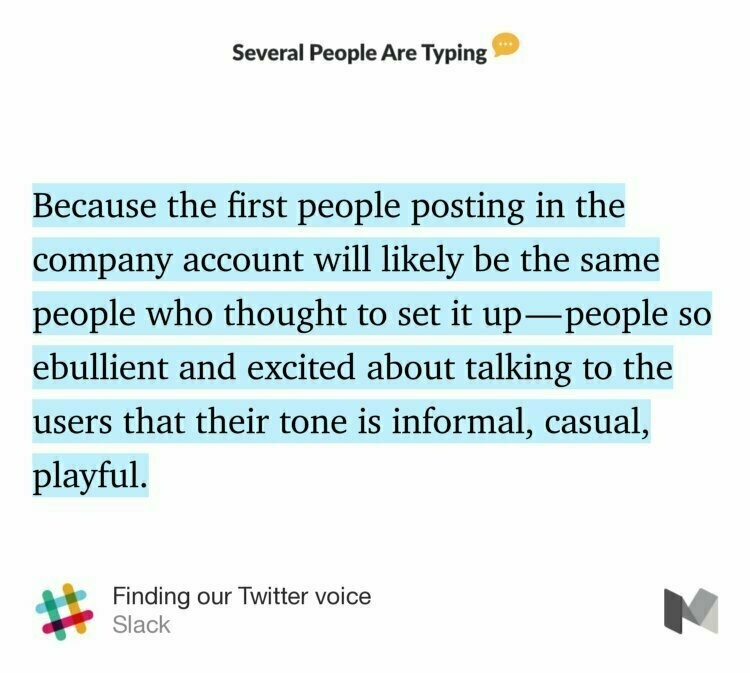 Several People Are Typing
Because the first people posting in the
company account will likely be the same
people who thought to set it up—people so
ebullient and excited about talking to the
users that their tone is informal, casual,
playful.
Finding our Twitter voice
Slack